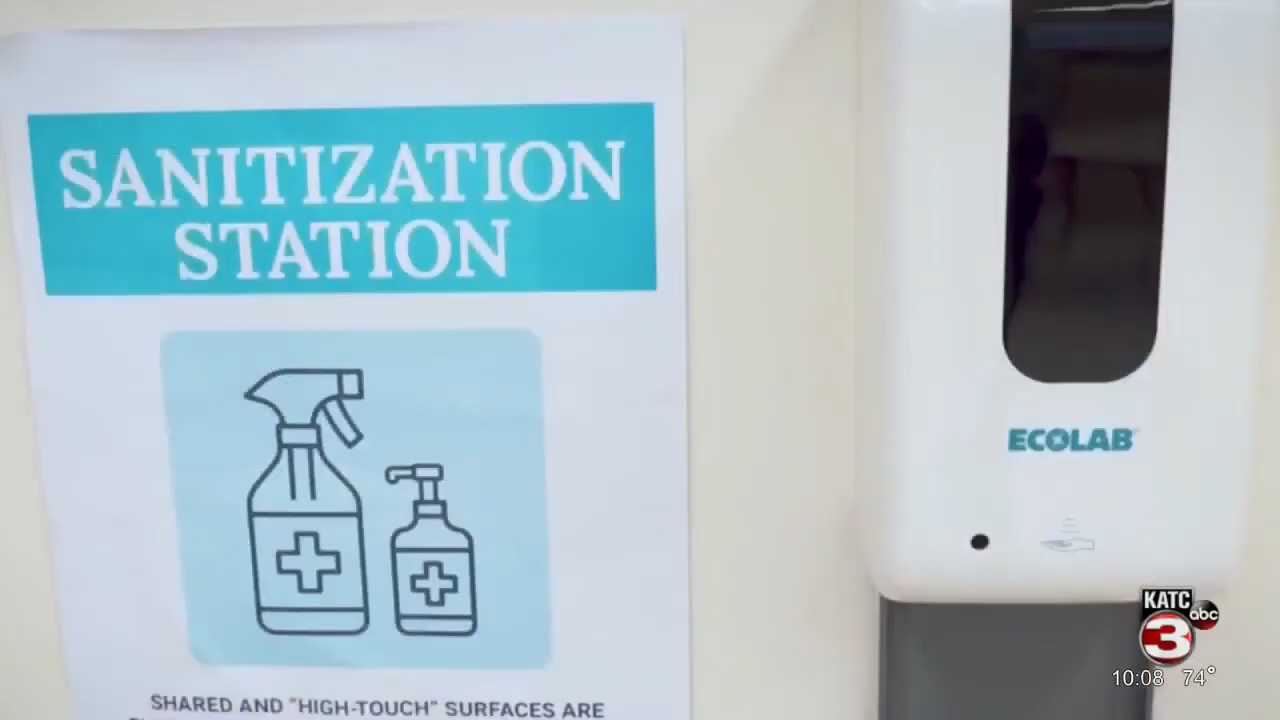 SANITIZATION
STATION
SHARED AND "HIGH-TOUCH" SURFACES ARE
ECOLAB
KATC
abc
3
10:08 74°